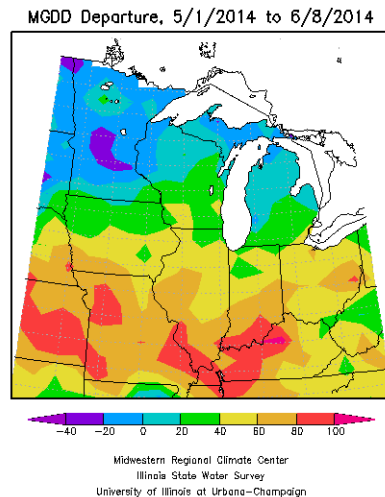 MGDD Departure, 5/1/2014 to 6/8/2014
-40 -20 0 20 40 60 80 100
Midwestern Regional Climate Center
Illinois State Water Survey
University of Illinois at Urbana-Champaign